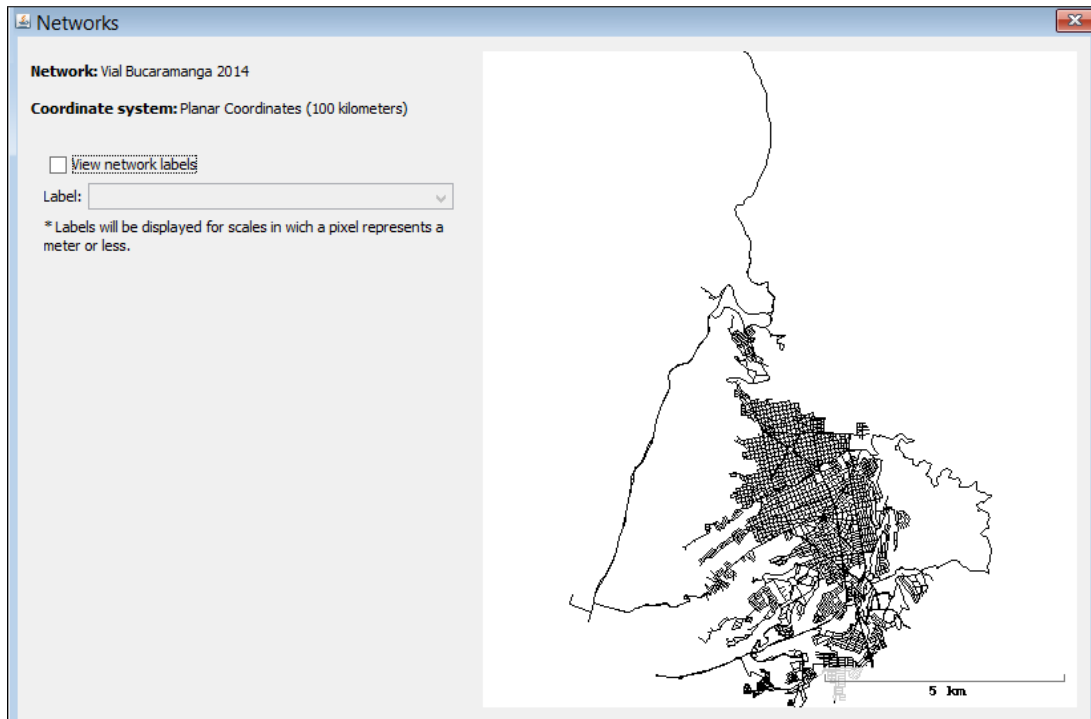 Networks
Network: Vial Bucaramanga 2014
Coordinate system: Planar Coordinates (100 kilometers)
View network labels
Label:
* Labels will be displayed for scales in wich a pixel represents a
meter or less.
5 km